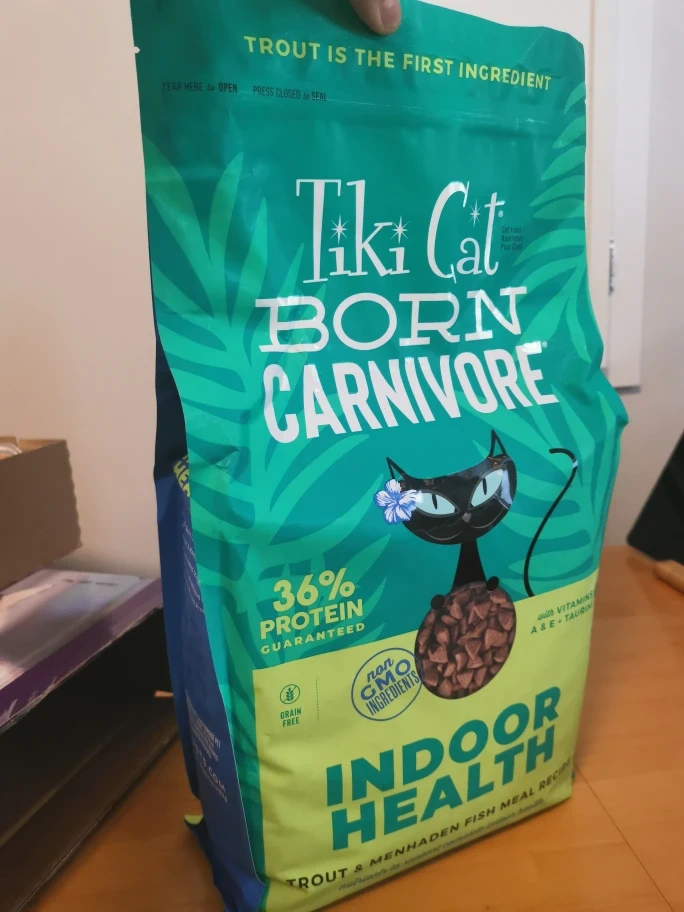 TROUT IS THE FIRST INGREDIENT
TEAR HERE to OPEN PRESS CLOSED to SEAL
Tiki Cat
BORN
CARNIVORE
36%
PROTEIN
GUARANTEED
with VITAMINS
A & E + TAURINE
non
GMO
INGREDIENTS
GRAIN
FREE
INDOOR
HEALTH
TROUT & MENHADEN FISH MEAL RECIPE